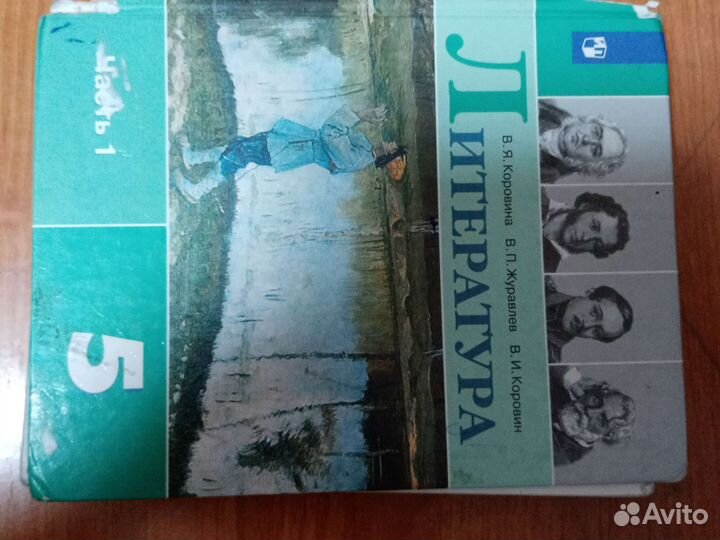 В. Я. Коровина В. П. Журавлев В. И. Коровин
ЛИТЕРАТУРА
5
Часть 1
Avito